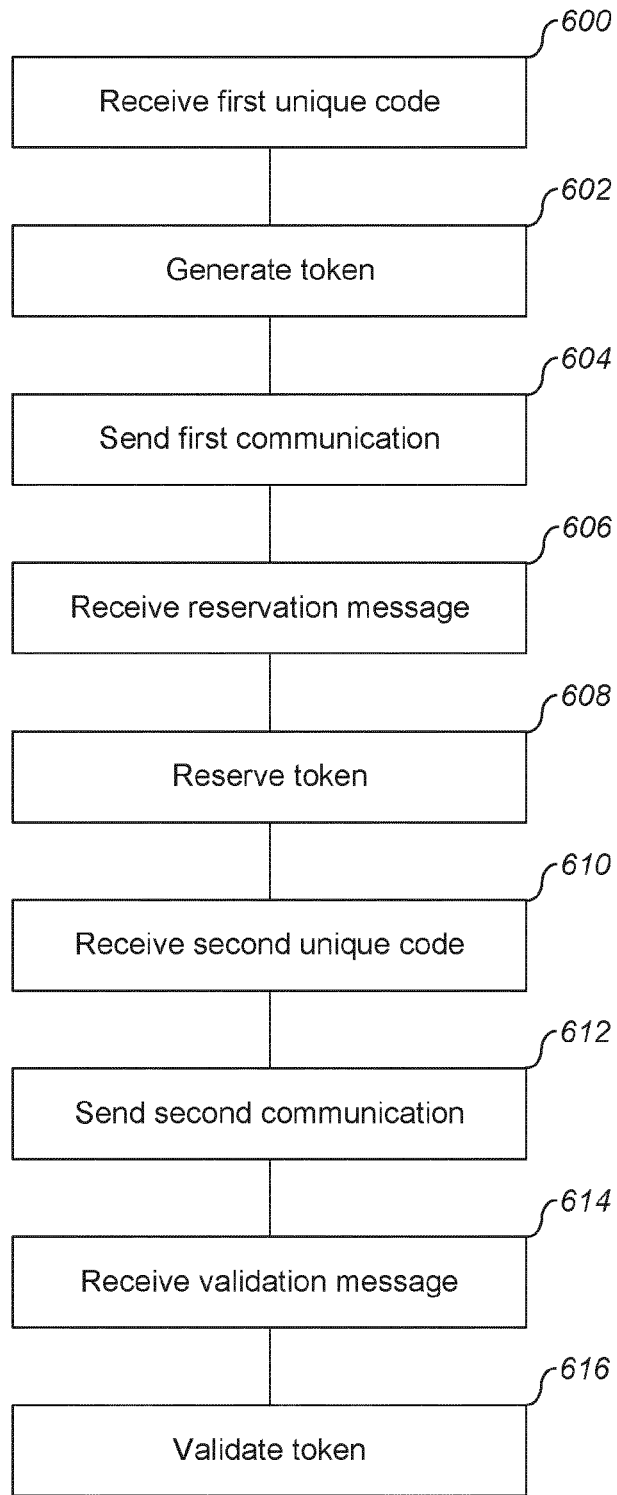 600
Receive first unique code
602
Generate token
604
Send first communication
606
Receive reservation message
608
Reserve token
610
Receive second unique code
612
Send second communication
614
Receive validation message
616
Validate token